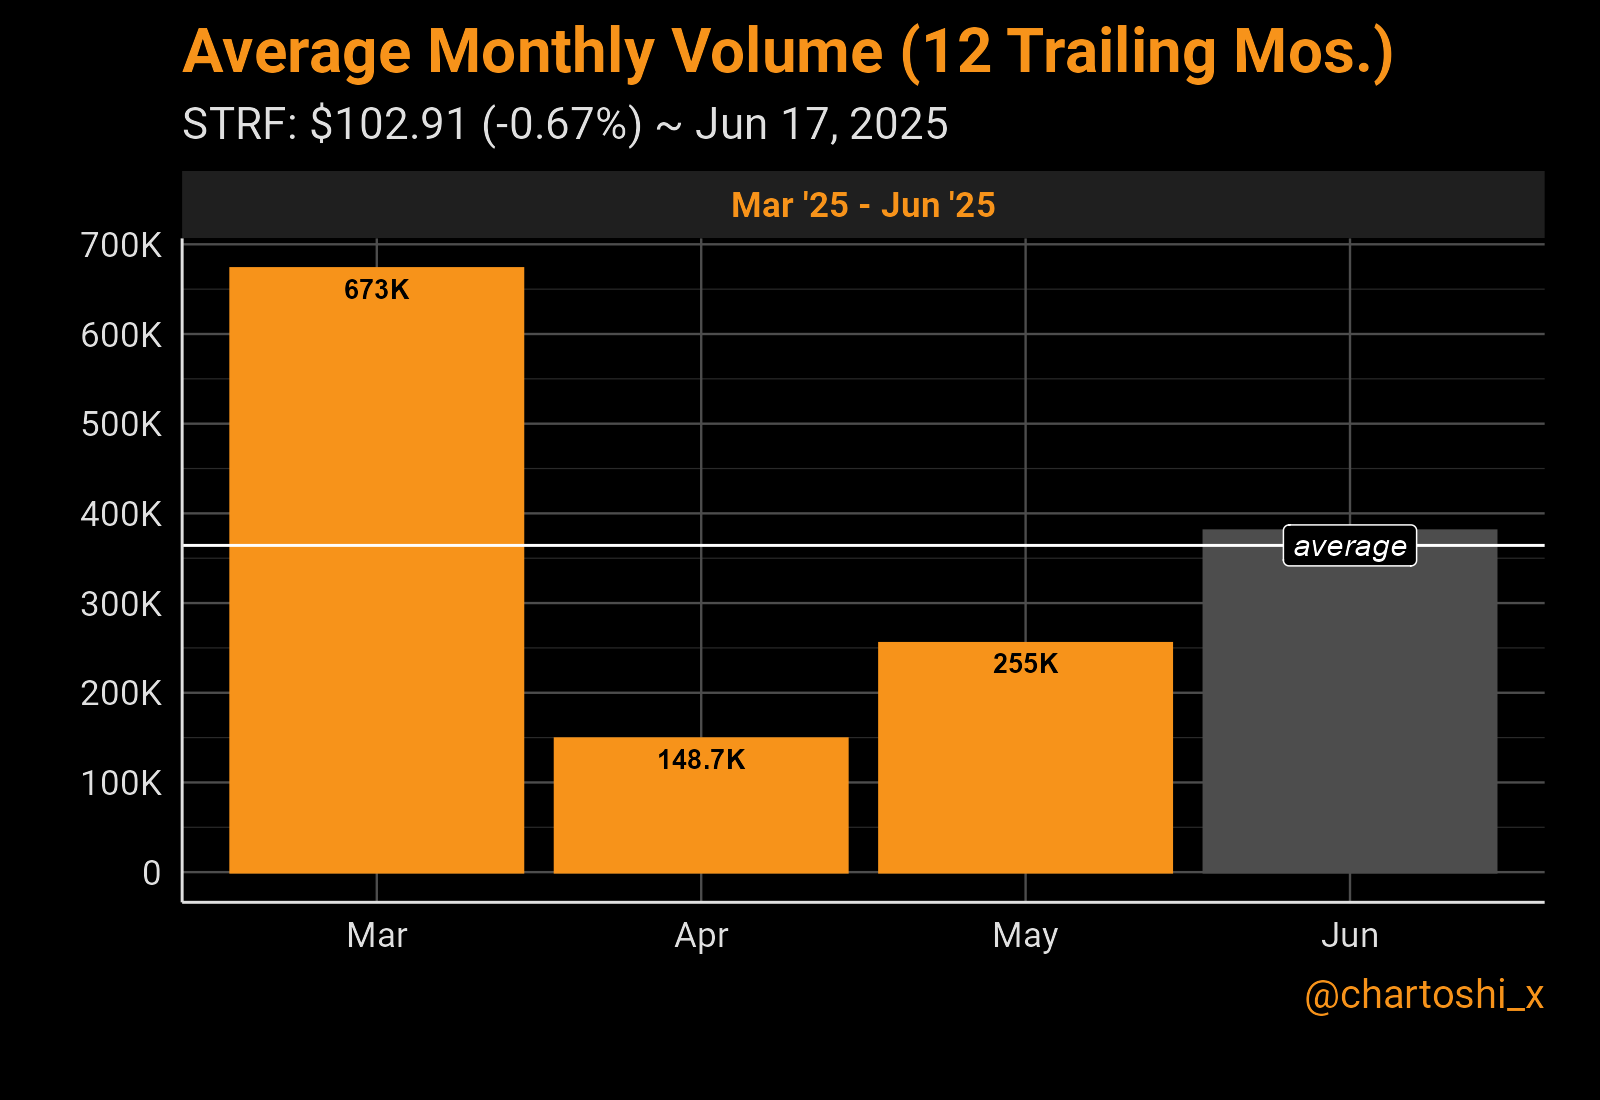 Average Monthly Volume (12 Trailing Mos.)
STRF: $102.91 (-0.67%) ~ Jun 17, 2025
Mar '25 - Jun '25
700K
600K
500K
400K
300K
200K
100K
0
673K
148.7K
255K
average
Mar
Apr
May
Jun
@chartoshi_x